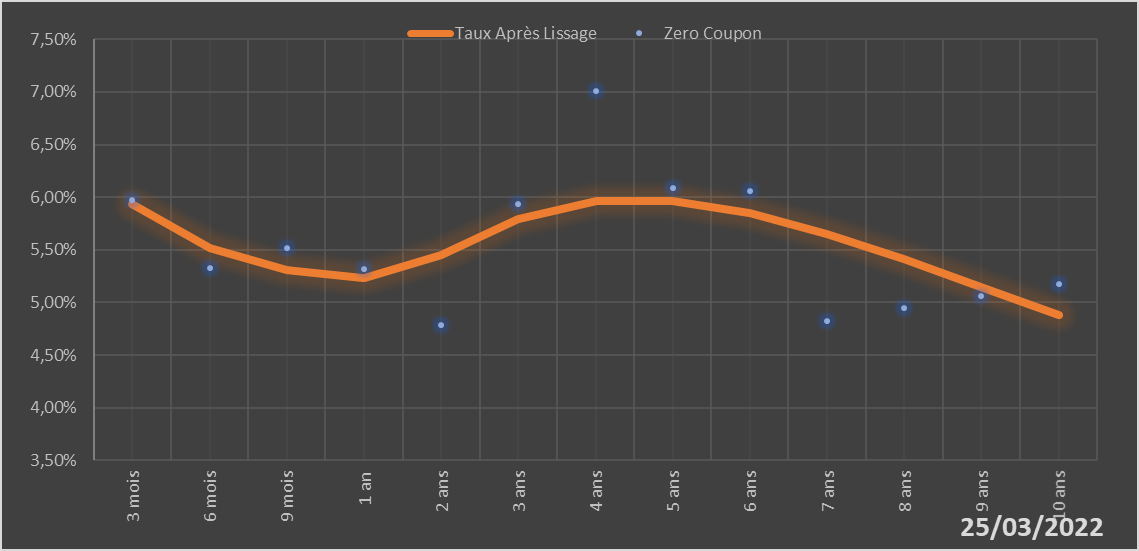 Taux Après Lissage
Zero Coupon
7,50%
7,00%
6,50%
6,00%
5,50%
5,00%
4,50%
4,00%
3,50%
3 mois
6 mois
9 mois
1 an
2 ans
3 ans
4 ans
5 ans
6 ans
7 ans
8 ans
9 ans
10 ans
25/03/2022